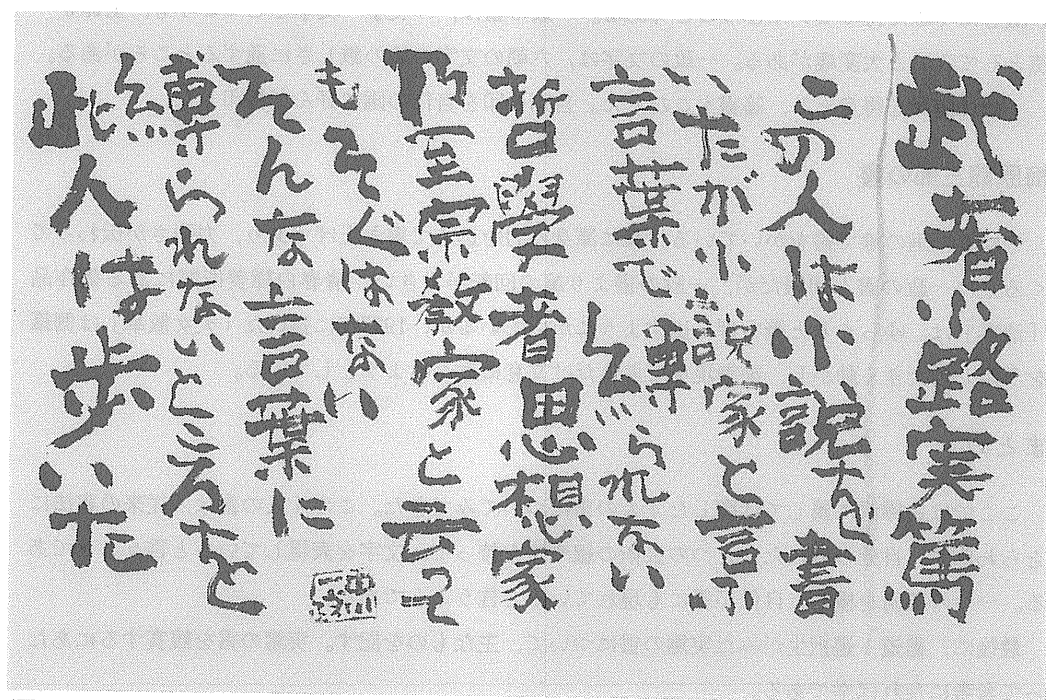 武者小路実篤
この人は小説を書
いたが小説家と言ふ
言葉で縛られない
哲學者思想家
乃至宗教家と云って
もそぐはない
そんな言葉に
縛られないところを
此人は歩いた